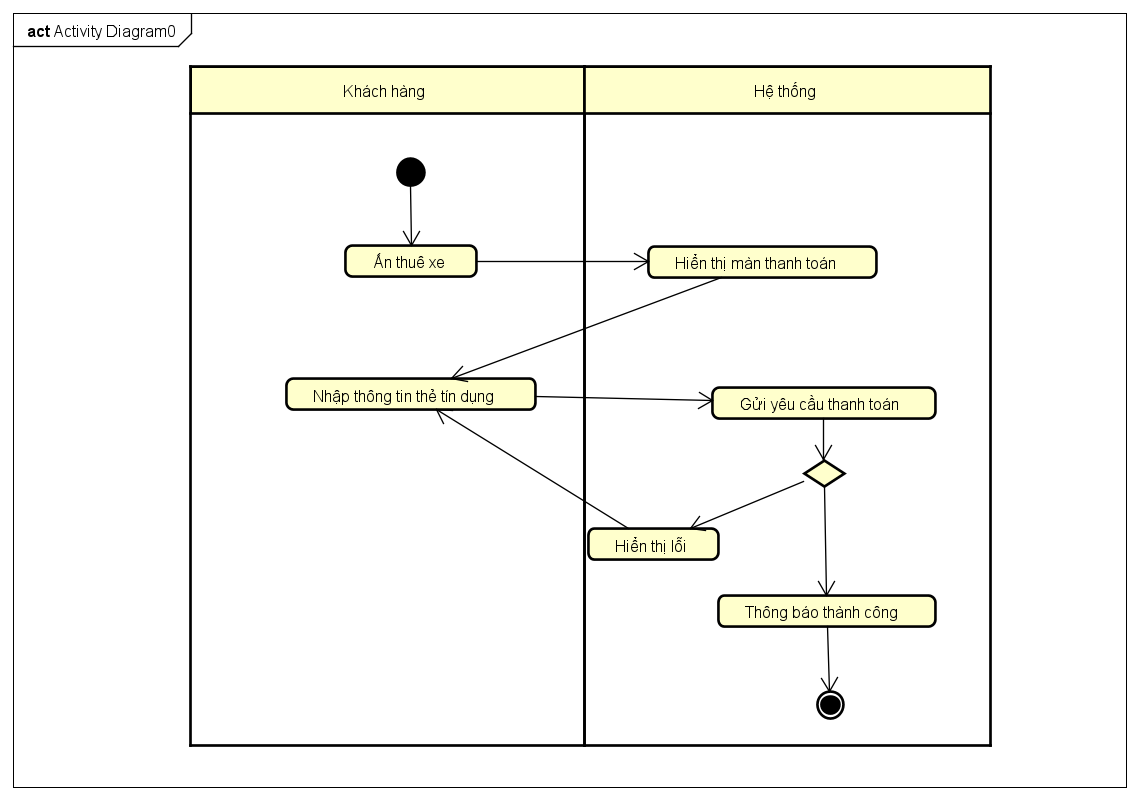 act Activity Diagram0
Khách hàng
Hệ thống
Ấn thuê xe
Hiển thị màn thanh toán
Nhập thông tin thẻ tín dụng
Gửi yêu cầu thanh toán
Hiển thị lỗi
Thông báo thành công